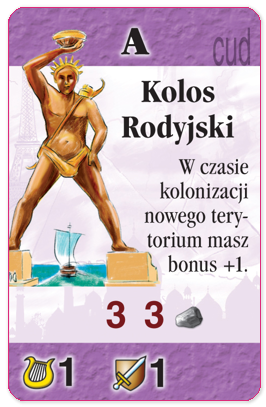 A
cud
Kolos
Rodyjski
W czasie
kolonizacji
nowego tery-
torium masz
bonus +1.
3 3
1 1